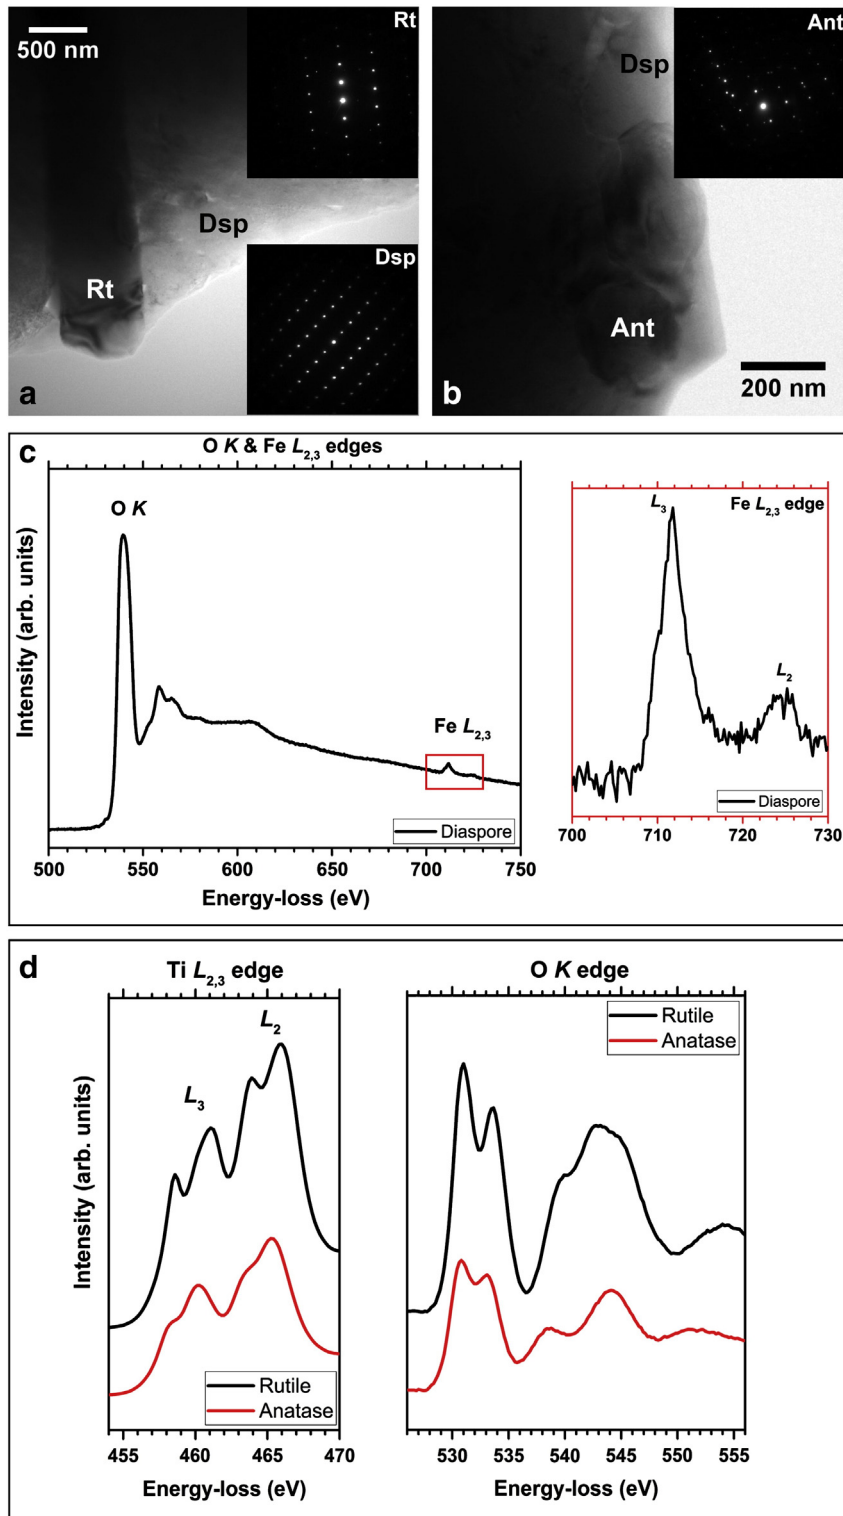 500 nm
Rt
Dsp
Dsp
Rt
a
Dsp
Ant
Ant
b
200 nm
c
O K & Fe L2,3 edges
O K
Fe L2,3
Intensity (arb. units)
Diaspore
500 550 600 650 700 750
Energy-loss (eV)
L3
Fe L2,3 edge
L2
Diaspore
700 710 720 730
d
Ti L2,3 edge
L2
L3
Intensity (arb. units)
Rutile
Anatase
455 460 465 470
Energy-loss (eV)
O K edge
Rutile
Anatase
530 535 540 545 550 555
Energy-loss (eV)